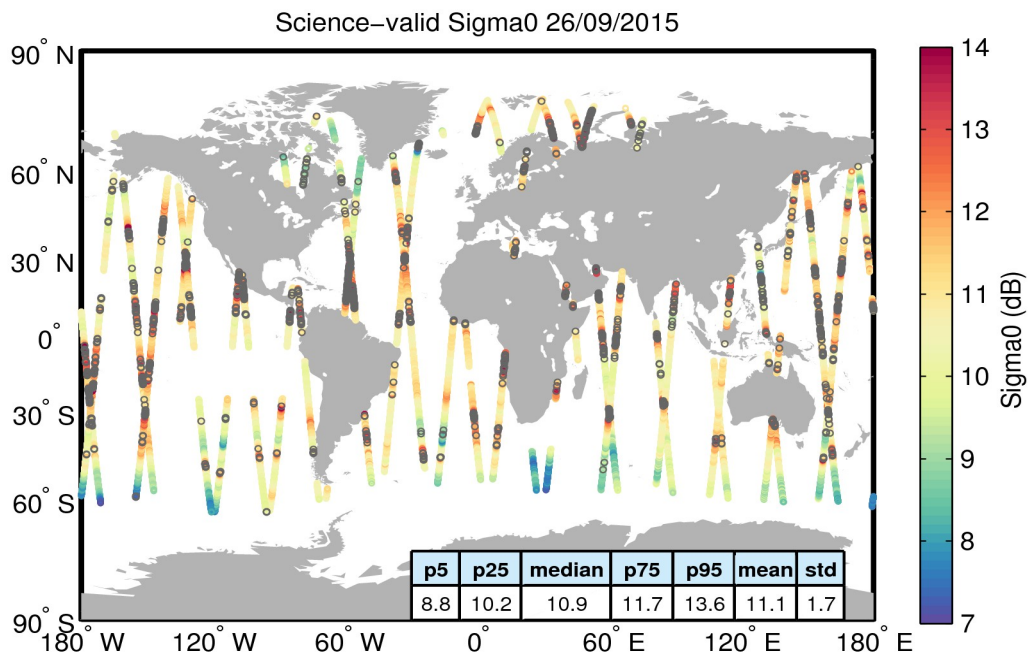 Science−valid Sigma0 26/09/2015
90° N
60° N
30° N
0°
30° S
60° S
90° S
180° W
120° W
60° W
0°
60° E
120° E
180° E
p5 p25 median p75 p95 mean std
8.8 10.2 10.9 11.7 13.6 11.1 1.7
14
13
12
11
10
9
8
7
Sigma0 (dB)